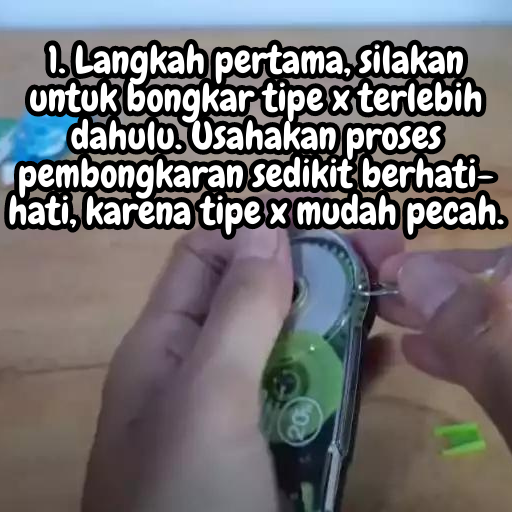 1. Langkah pertama, silakan
untuk bongkar tipe x terlebih
dahulu. Usahakan proses
pembongkaran sedikit berhati-
hati, karena tipe x mudah pecah.